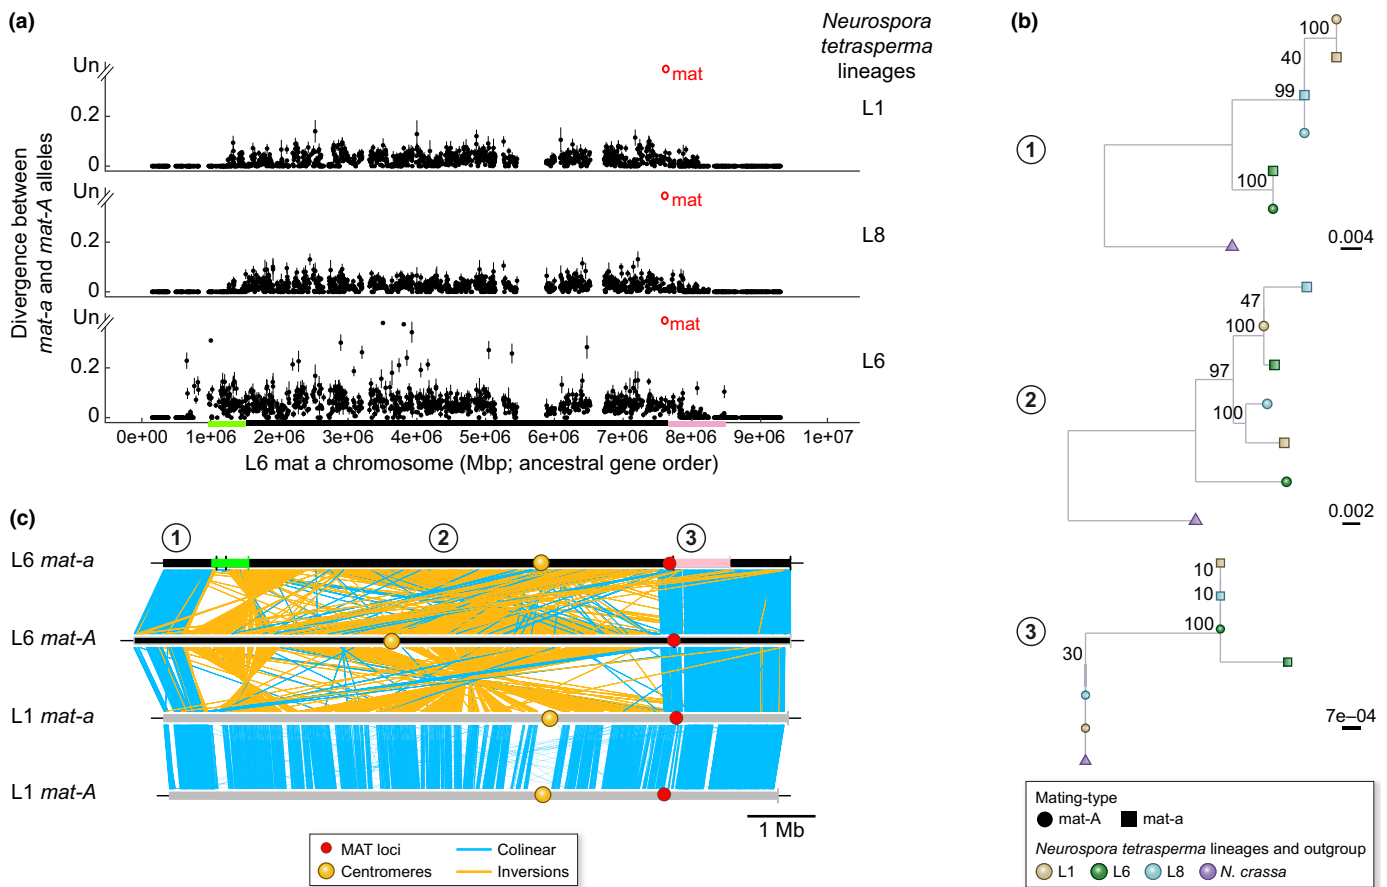 (a)
Neurospora
tetrasperma
lineages
Divergence between
mat-a and mat-A alleles
Un
0.2
0
mat
L1
Un
0.2
0
mat
L8
Un
0.2
0
mat
L6
0e+00 1e+06 2e+06 3e+06 4e+06 5e+06 6e+06 7e+06 8e+06 9e+06 1e+07
L6 mat a chromosome (Mbp; ancestral gene order)
(b)
1
100
40
99
100
0.004
2
47
100
97
100
0.002
3
10
10
100
30
7e–04
Mating-type
mat-A mat-a
Neurospora tetrasperma lineages and outgroup
L1 L6 L8 N. crassa
(c)
1 2 3
L6 mat-a
L6 mat-A
L1 mat-a
L1 mat-A
1 Mb
MAT loci Colinear
Centromeres Inversions